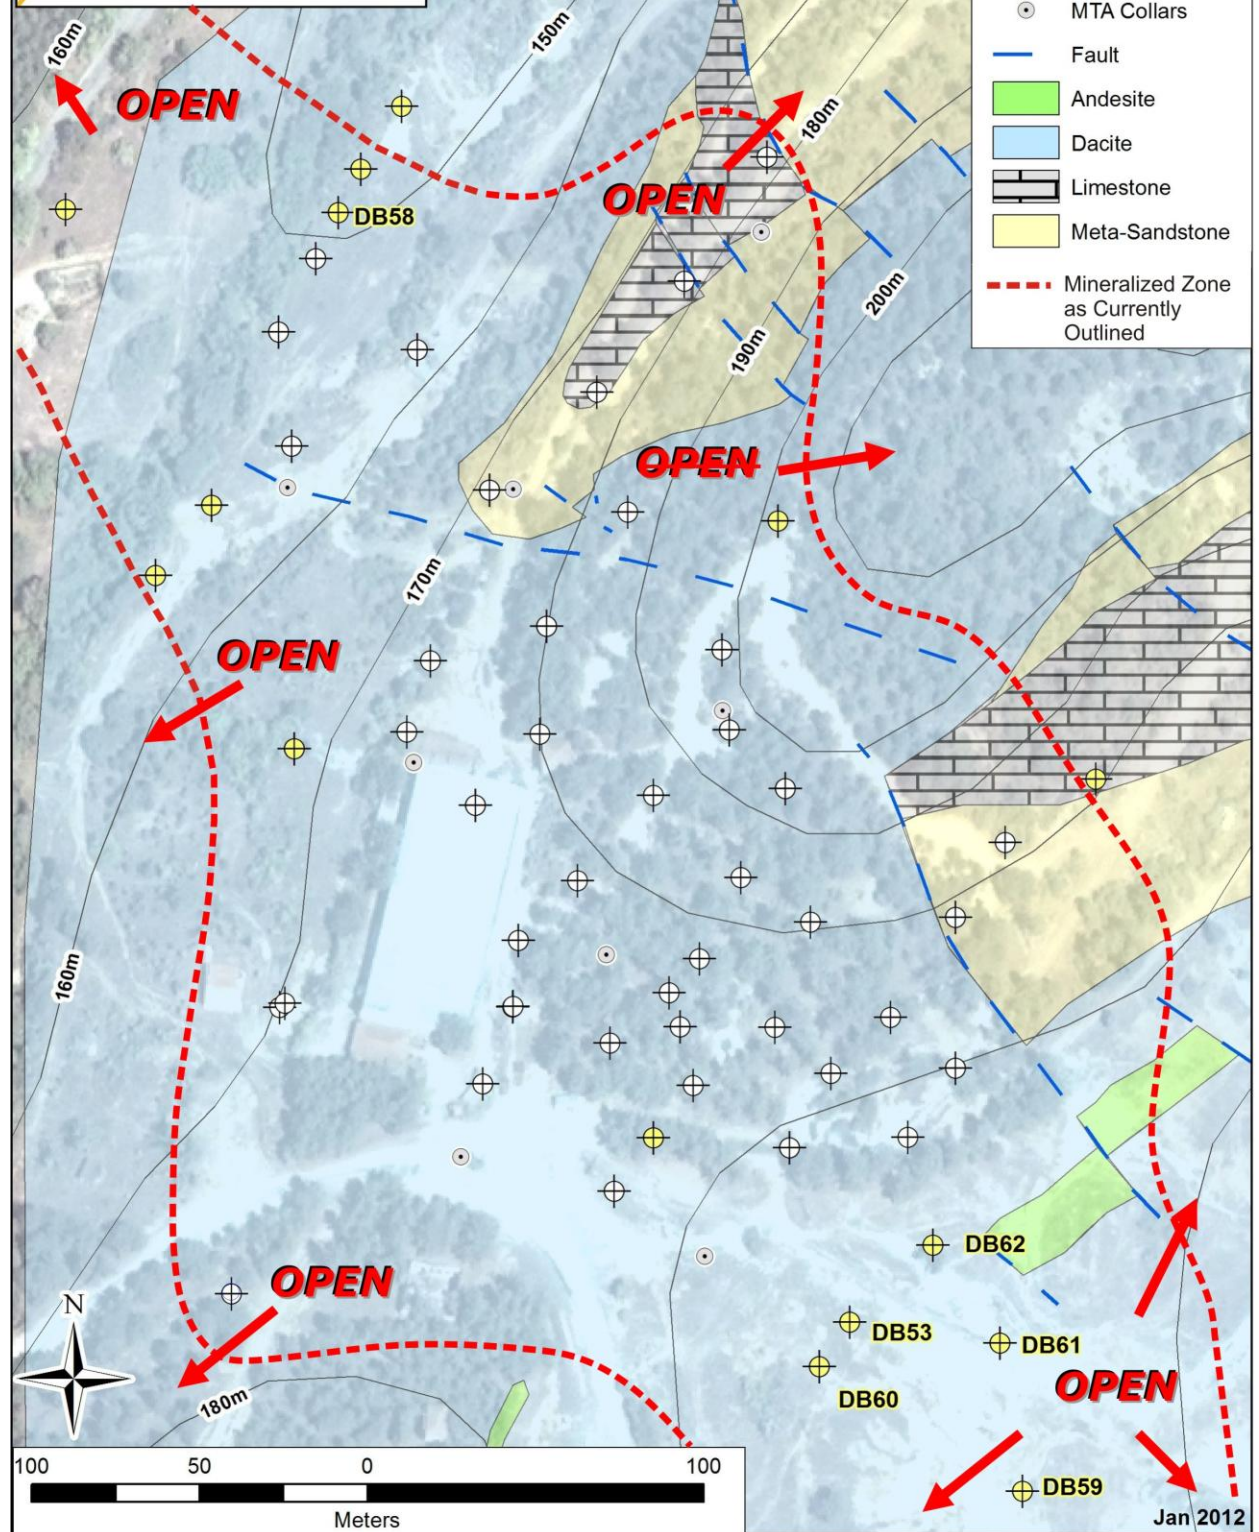 160m
150m
MTA Collars
Fault
OPEN
180m
Andesite
Dacite
OPEN
Limestone
DB58
Meta-Sandstone
200m
Mineralized Zone
as Currently
Outlined
190m
OPEN
170m
OPEN
160m
DB62
OPEN
N
DB53
DB61
OPEN
DB60
180m
100 50 0 100
Meters
DB59
Jan 2012